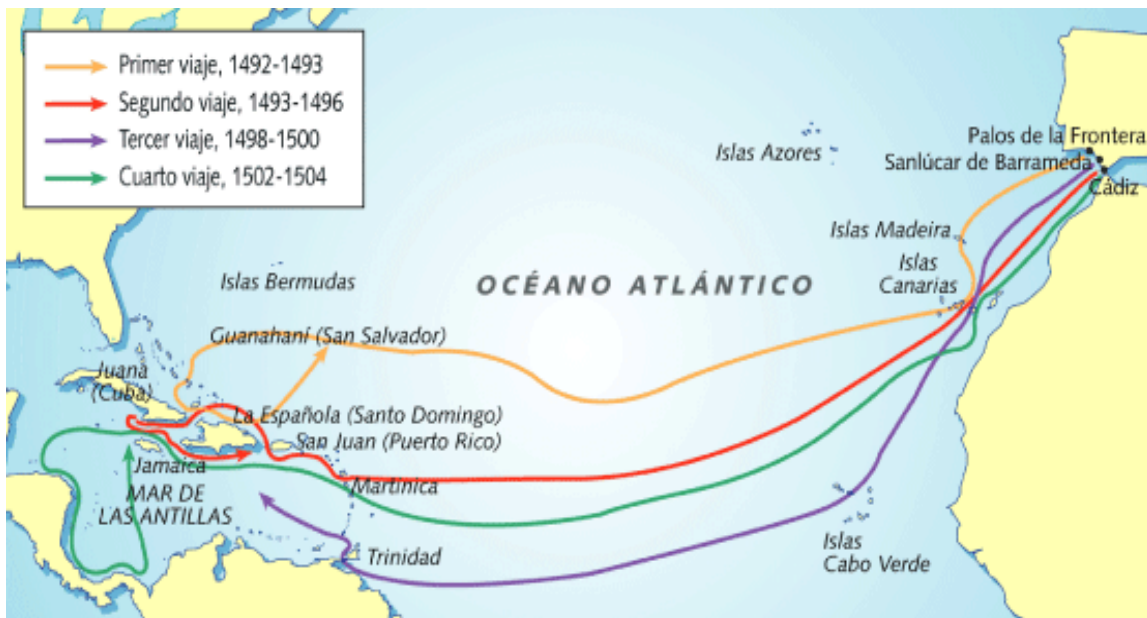 Primer viaje, 1492-1493
Segundo viaje, 1493-1496
Tercer viaje, 1498-1500
Cuarto viaje, 1502-1504
Islas Azores
Palos de la Frontera
Sanlúcar de Barrameda
Cádiz
Islas Madeira
Islas
Canarias
Islas Bermudas
OCÉANO ATLÁNTICO
Guanahaní (San Salvador)
Juana
(Cuba)
La Española (Santo Domingo)
San Juan (Puerto Rico)
Jamaica
Martinica
MAR DE
LAS ANTILLAS
Trinidad
Islas
Cabo Verde